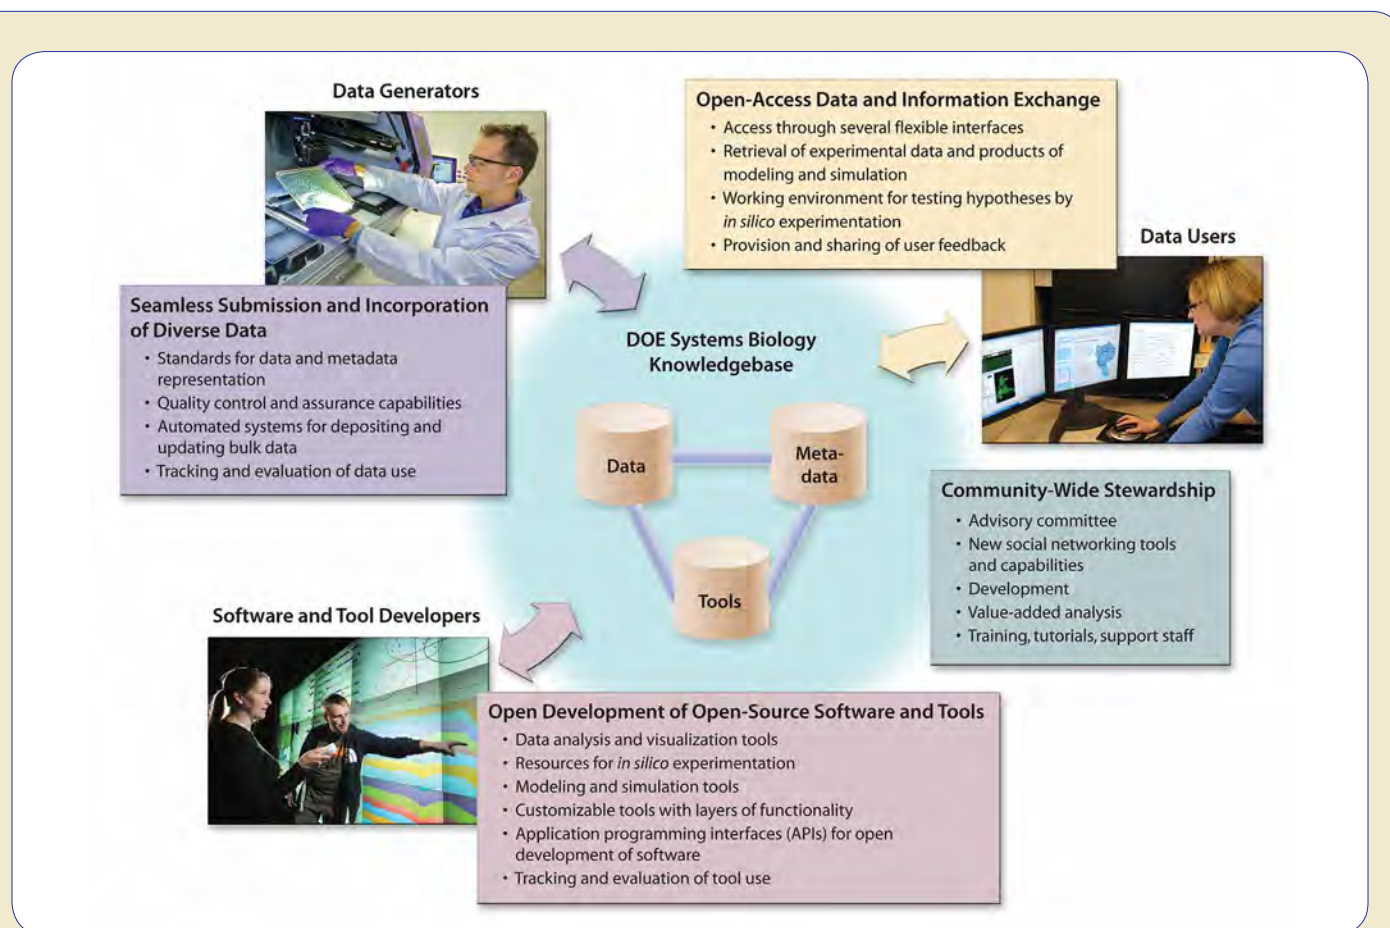 Data Generators
Seamless Submission and Incorporation
of Diverse Data
• Standards for data and metadata
representation
• Quality control and assurance capabilities
• Automated systems for depositing and
updating bulk data
• Tracking and evaluation of data use
Open-Access Data and Information Exchange
• Access through several flexible interfaces
• Retrieval of experimental data and products of
modeling and simulation
• Working environment for testing hypotheses by
in silico experimentation
• Provision and sharing of user feedback
Data Users
DOE Systems Biology
Knowledgebase
Data
Meta-
data
Tools
Community-Wide Stewardship
• Advisory committee
• New social networking tools
and capabilities
• Development
• Value-added analysis
• Training, tutorials, support staff
Software and Tool Developers
Open Development of Open-Source Software and Tools
• Data analysis and visualization tools
• Resources for in silico experimentation
• Modeling and simulation tools
• Customizable tools with layers of functionality
• Application programming interfaces (APIs) for open
development of software
• Tracking and evaluation of tool use